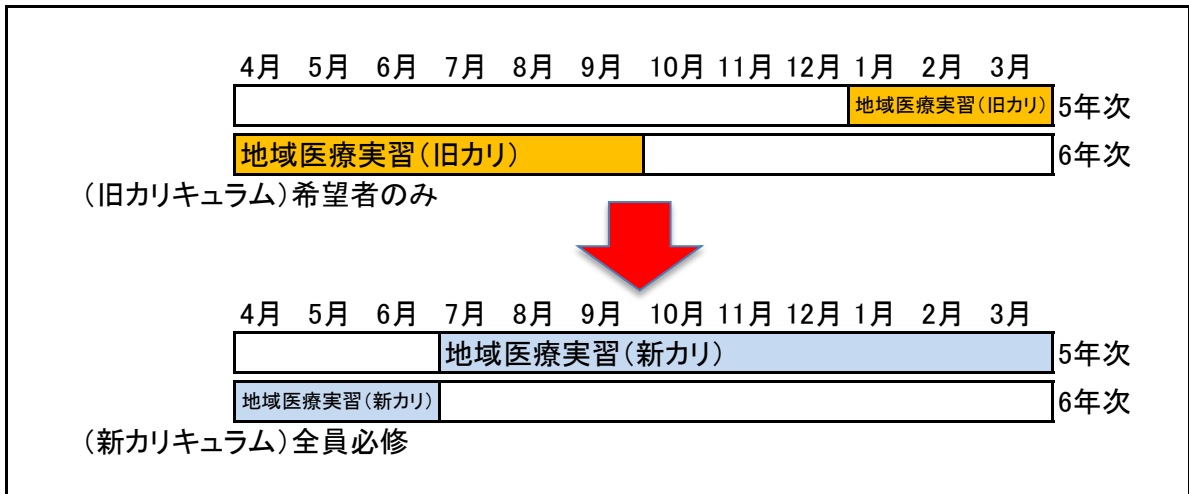 4月 5月 6月 7月 8月 9月 10月 11月 12月 1月 2月 3月
地域医療実習(旧カリ) 5年次
地域医療実習(旧カリ) 6年次
(旧カリキュラム)希望者のみ
4月 5月 6月 7月 8月 9月 10月 11月 12月 1月 2月 3月
地域医療実習(新カリ) 5年次
地域医療実習(新カリ) 6年次
(新カリキュラム)全員必修